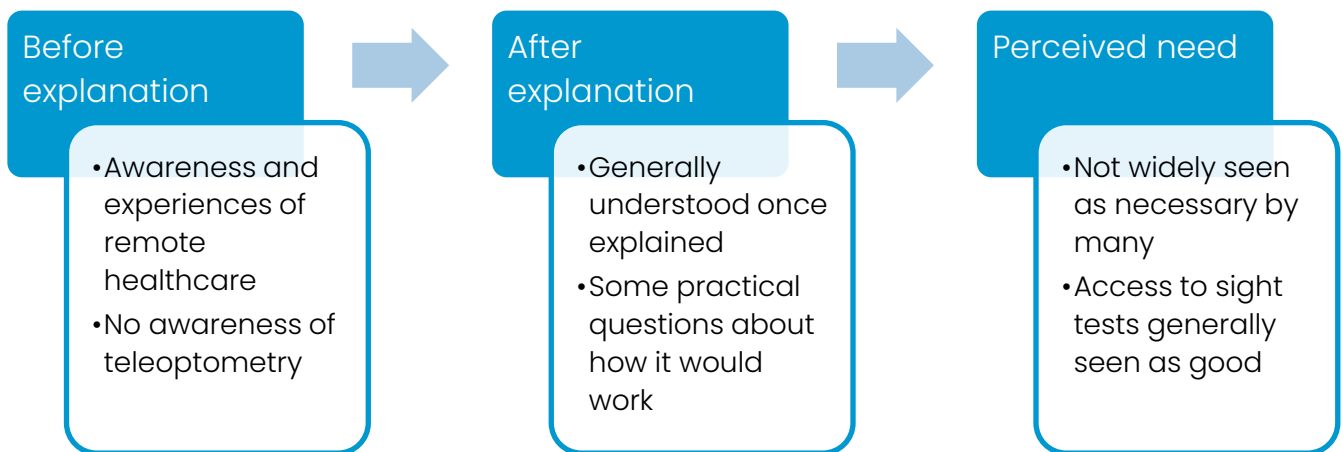 Before
explanation
•Awareness and
experiences of
remote
healthcare
•No awareness of
teleoptometry
After
explanation
•Generally
understood once
explained
•Some practical
questions about
how it would
work
Perceived need
•Not widely seen
as necessary by
many
•Access to sight
tests generally
seen as good